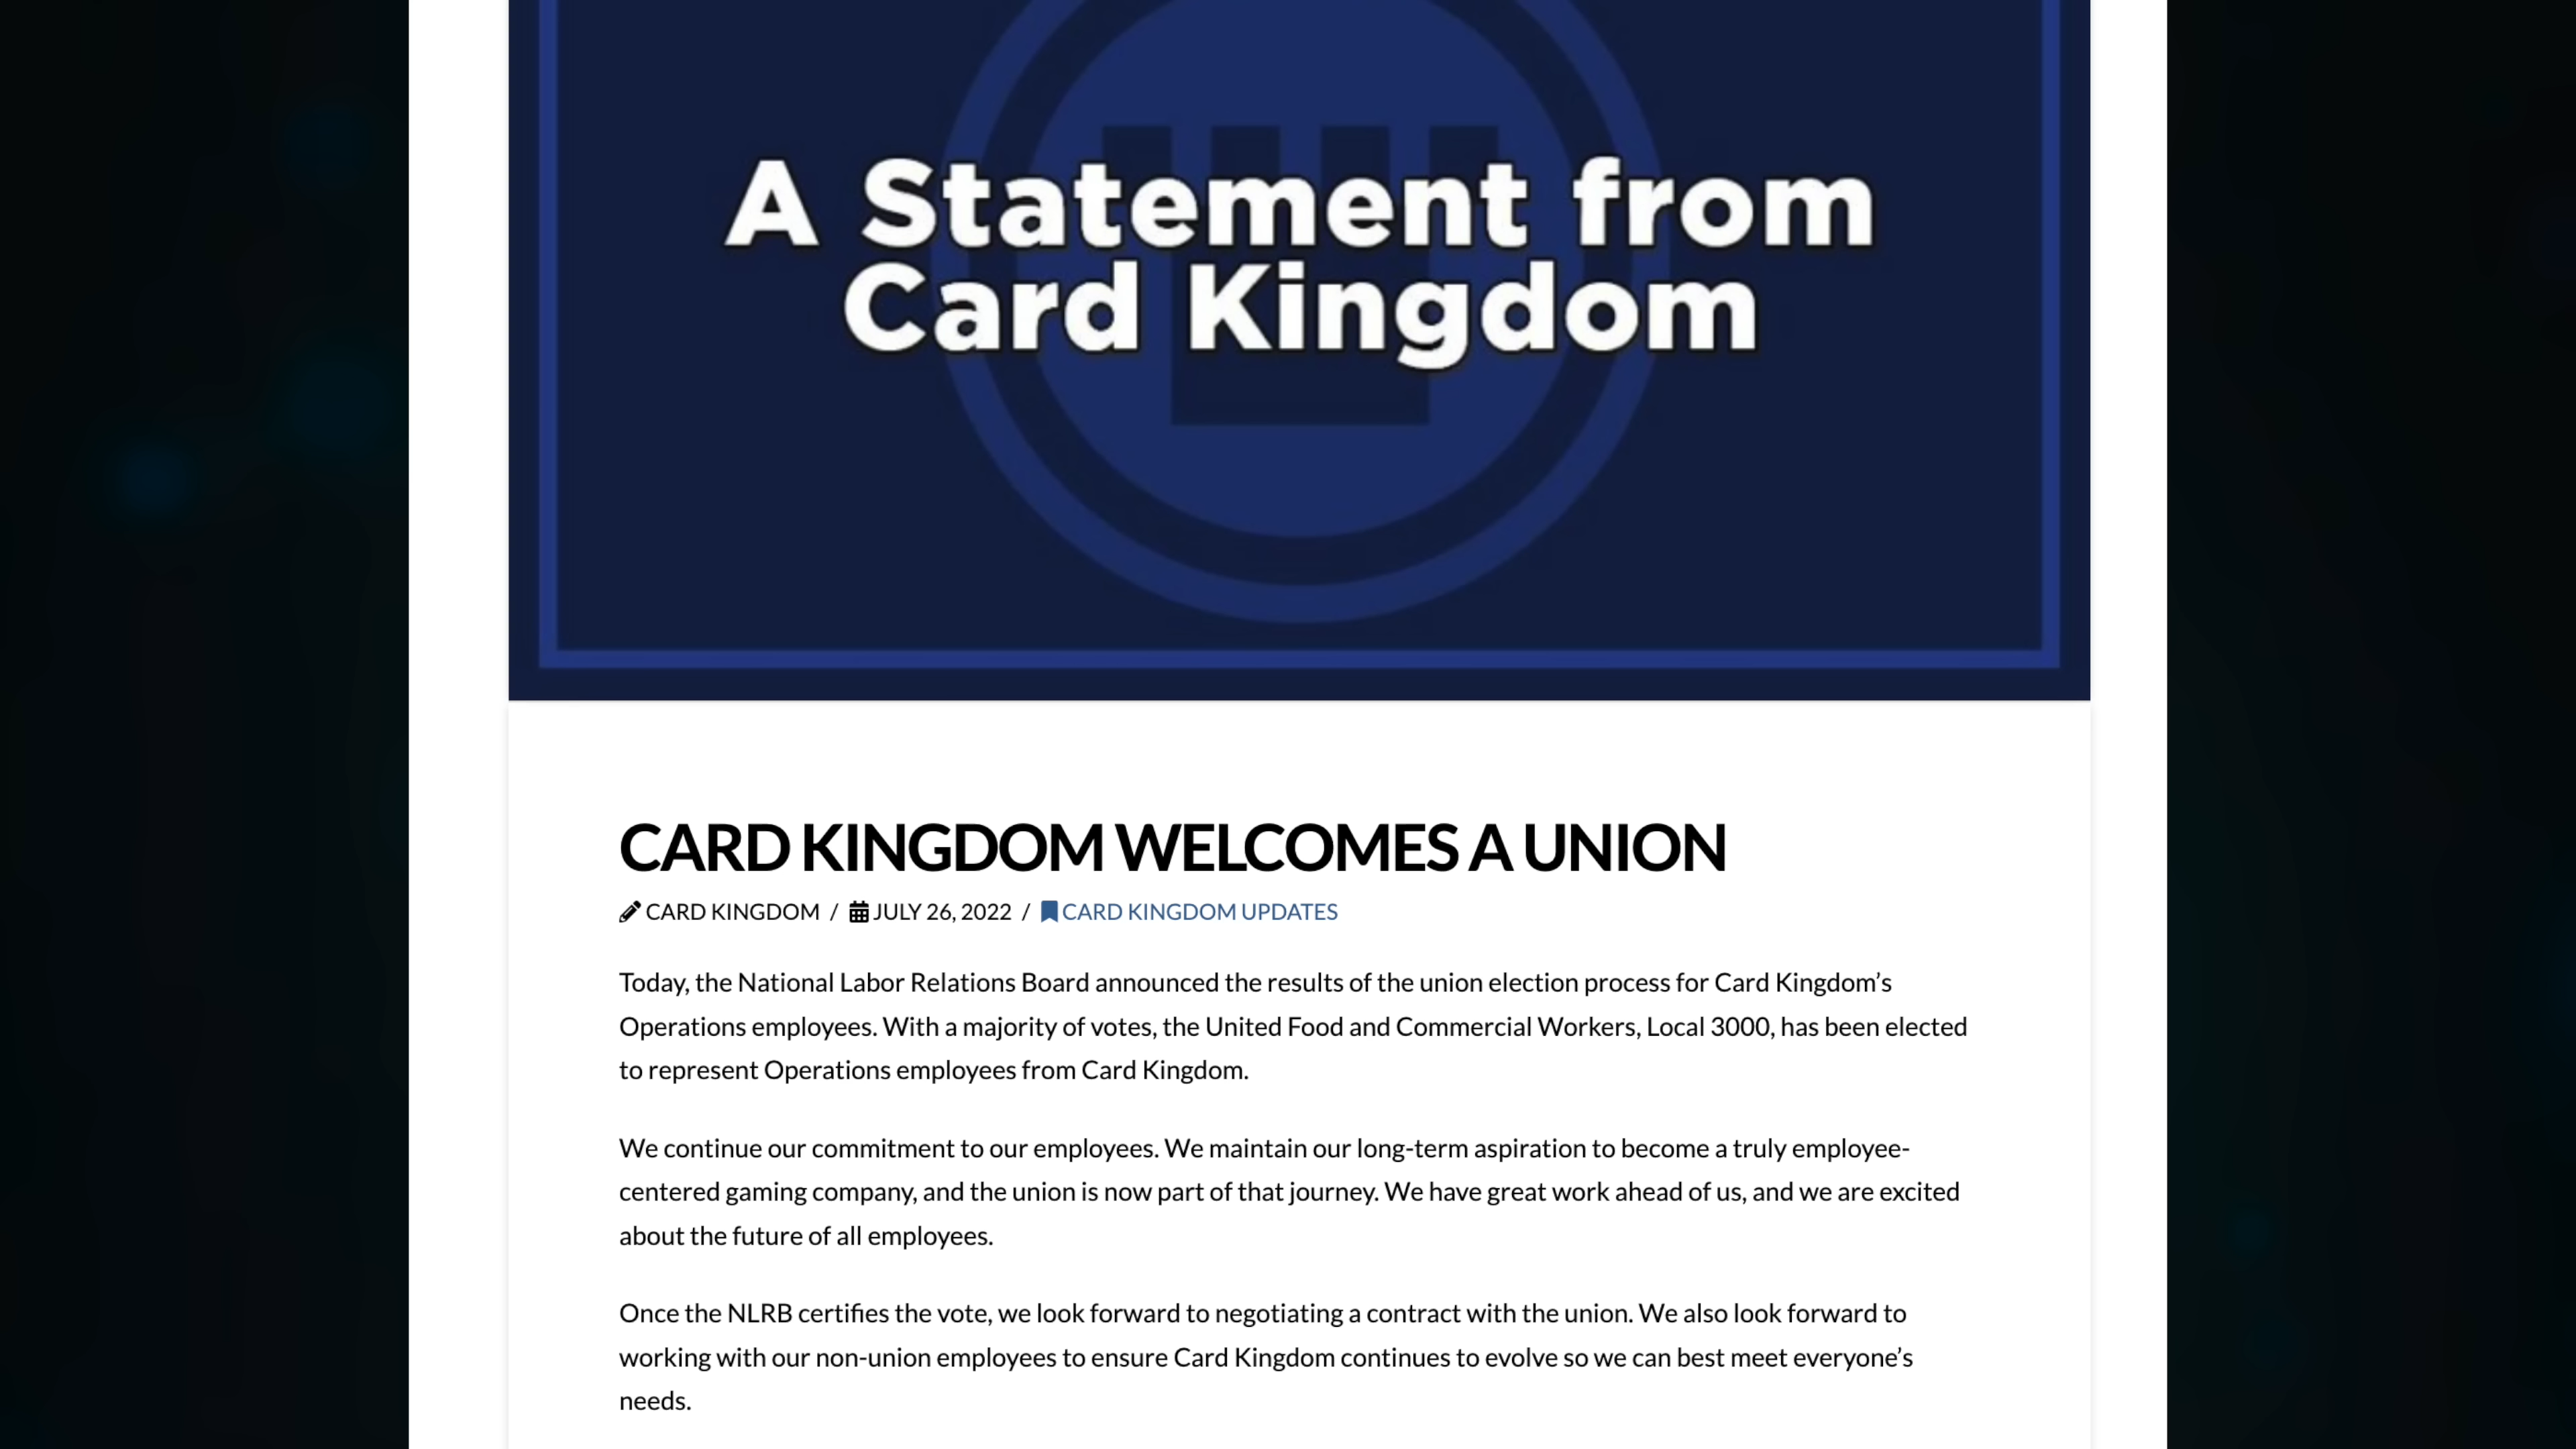 A Statement from
Card Kingdom
CARD KINGDOM WELCOMES A UNION
CARD KINGDOM / JULY 26, 2022 / CARD KINGDOM UPDATES
Today, the National Labor Relations Board announced the results of the union election process for Card Kingdom’s
Operations employees. With a majority of votes, the United Food and Commercial Workers, Local 3000, has been elected
to represent Operations employees from Card Kingdom.
We continue our commitment to our employees. We maintain our long-term aspiration to become a truly employee-
centered gaming company, and the union is now part of that journey. We have great work ahead of us, and we are excited
about the future of all employees.
Once the NLRB certifies the vote, we look forward to negotiating a contract with the union. We also look forward to
working with our non-union employees to ensure Card Kingdom continues to evolve so we can best meet everyone’s
needs.